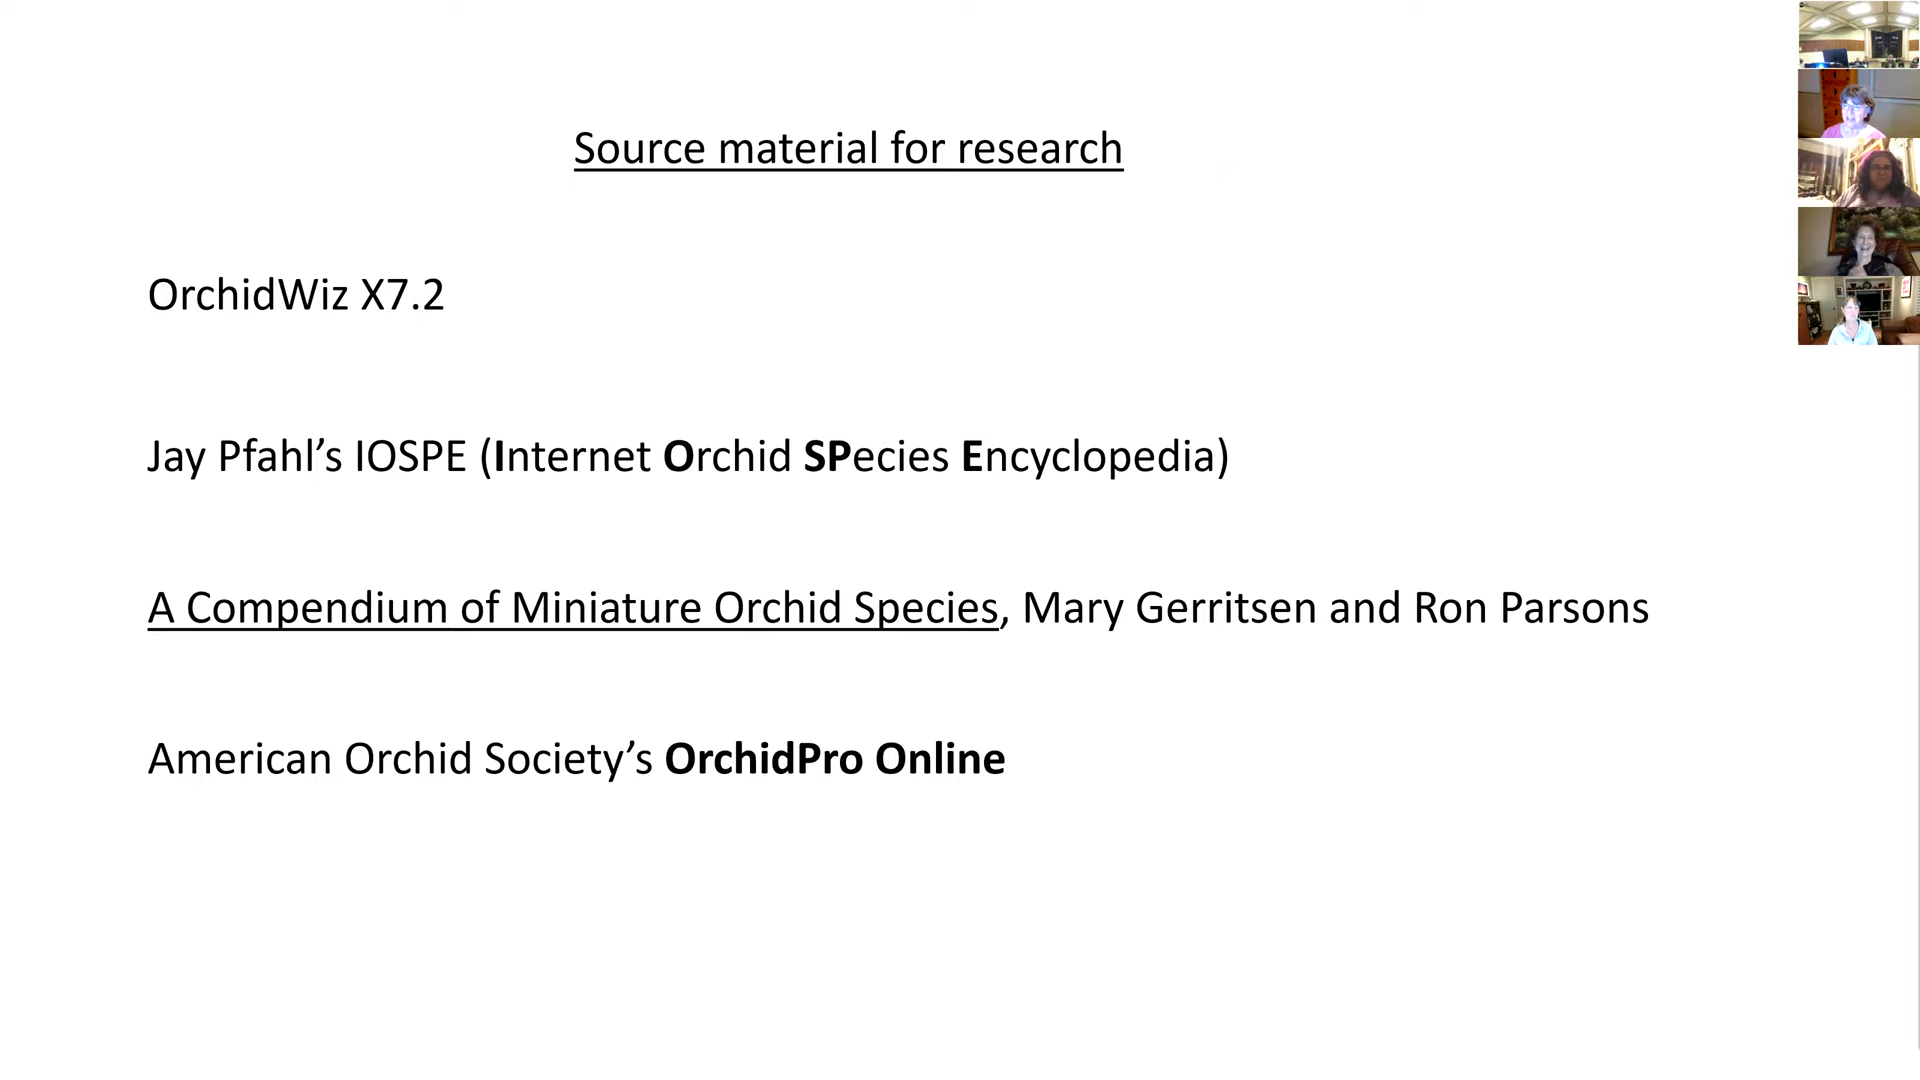 Source material for research
OrchidWiz X7.2
Jay Pfahl’s IOSPE (Internet Orchid SPecies Encyclopedia)
A Compendium of Miniature Orchid Species, Mary Gerritsen and Ron Parsons
American Orchid Society’s OrchidPro Online